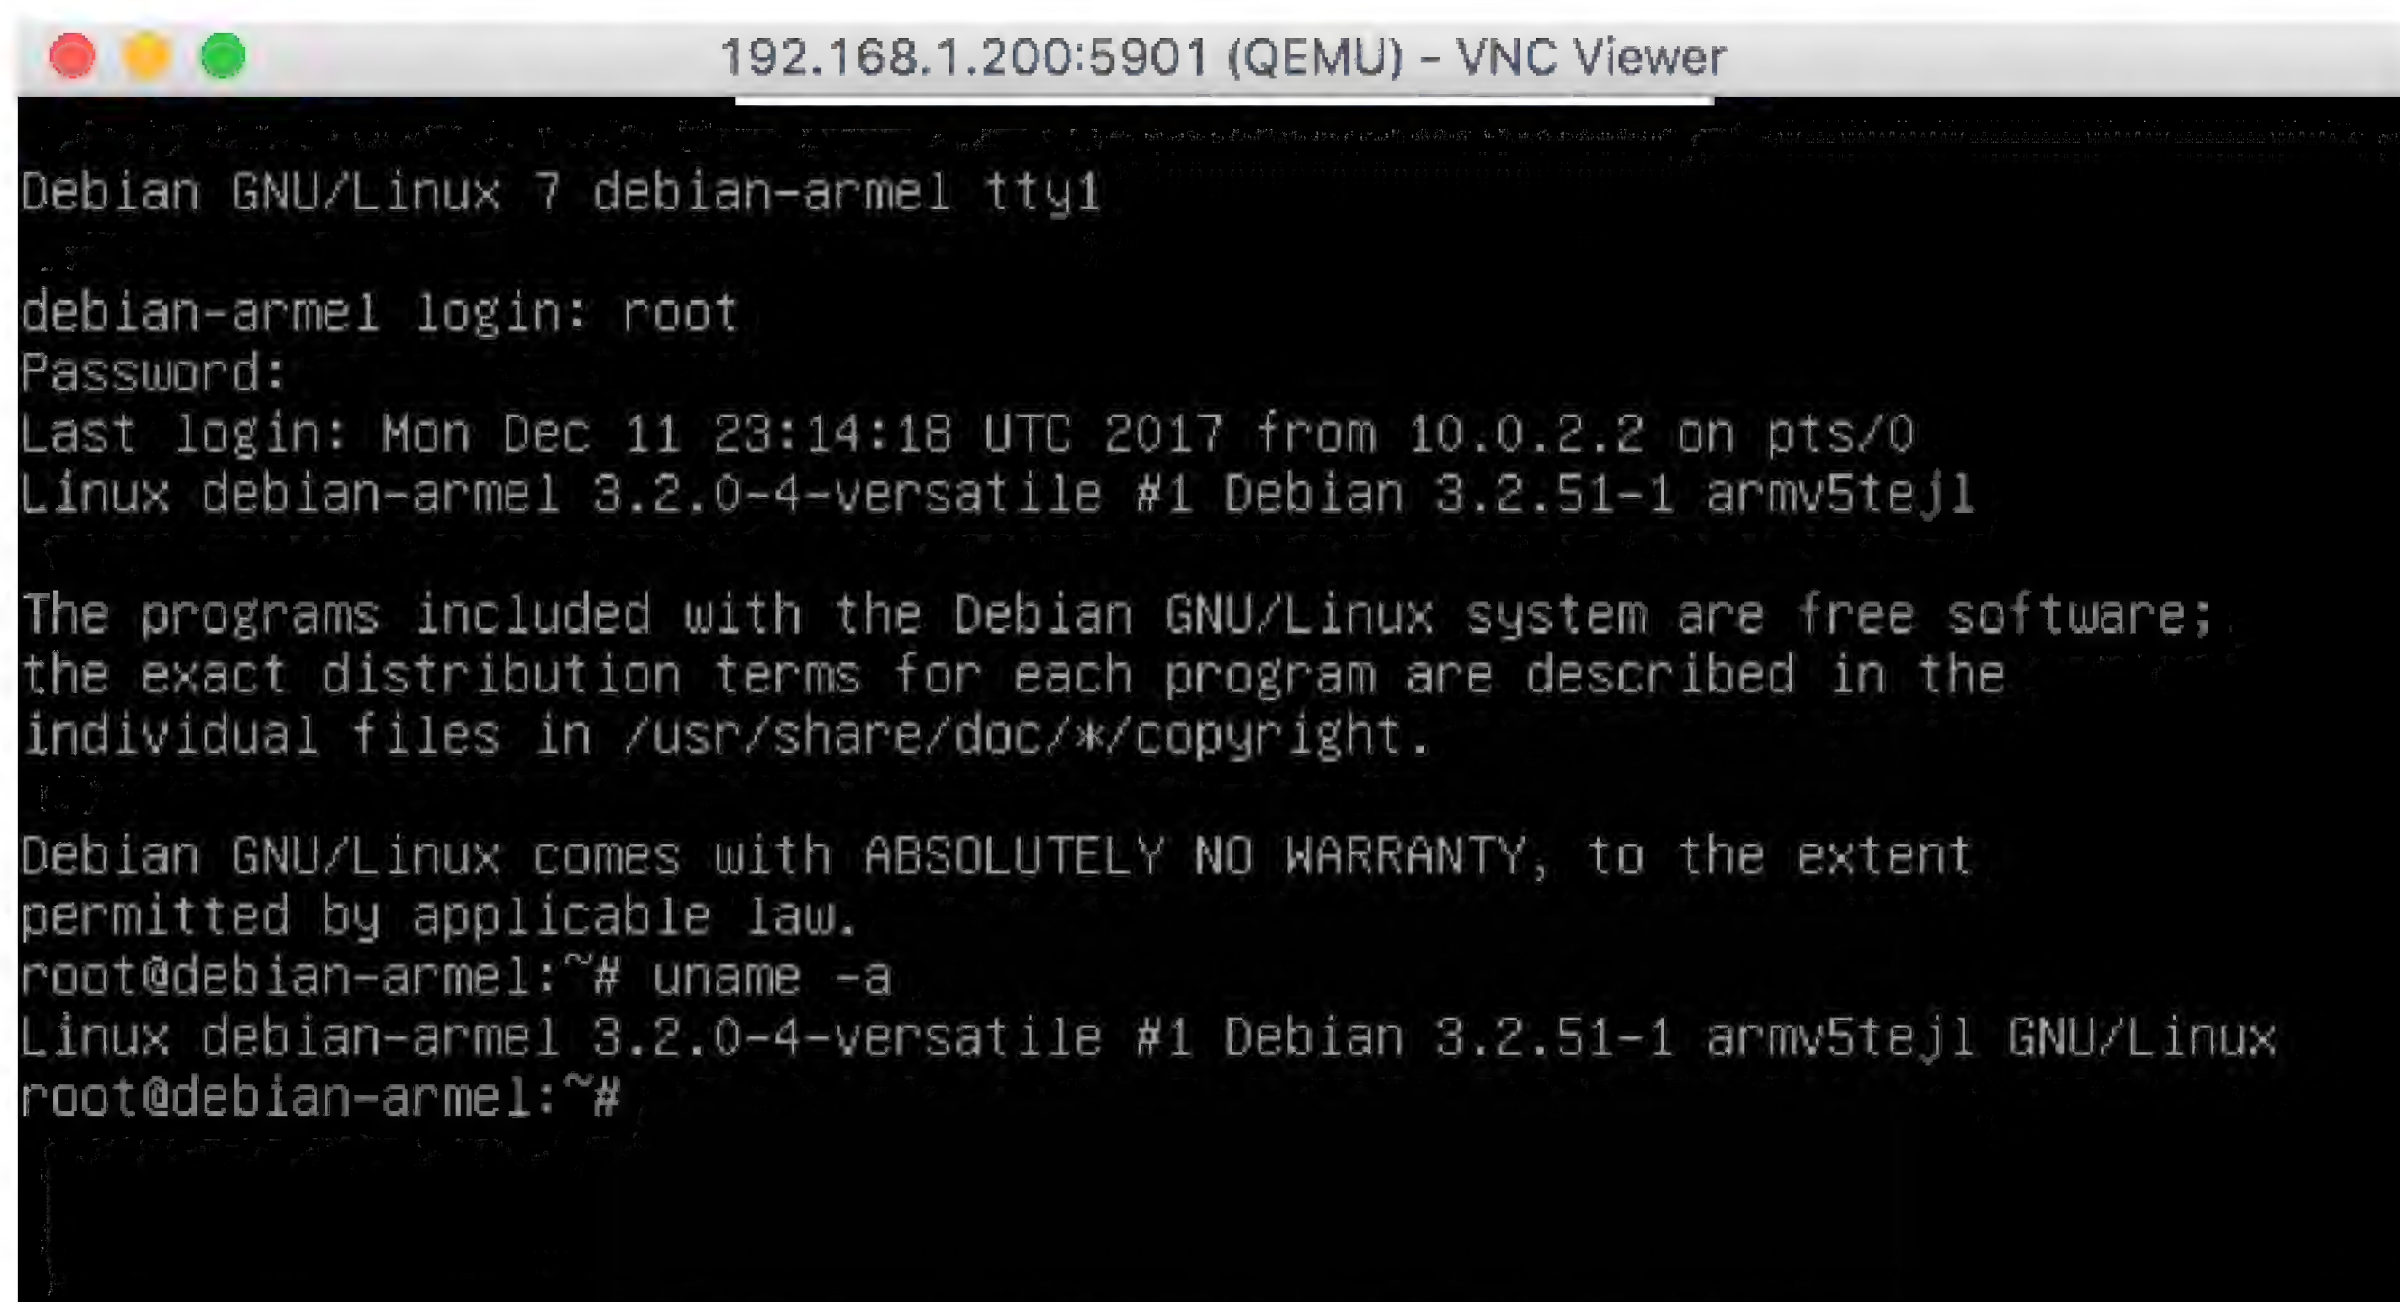 192.168.1.200:5901 (QEMU) – VNC Viewer
Debian GNU/Linux 7 debian-armel tty1
debian-armel login: root
Password:
Last login: Mon Dec 11 23:14:18 UTC 2017 from 10.0.2.2 on pts/0
Linux debian-armel 3.2.0-4-versatile #1 Debian 3.2.51-1 armv5tejl
The programs included with the Debian GNU/Linux system are free software;
the exact distribution terms for each program are described in the
individual files in /usr/share/doc/*/copyright.
Debian GNU/Linux comes with ABSOLUTELY NO WARRANTY, to the extent
permitted by applicable law.
root@debian-armel:~# uname -a
Linux debian-armel 3.2.0-4-versatile #1 Debian 3.2.51-1 armv5tejl GNU/Linux
root@debian-armel:~#